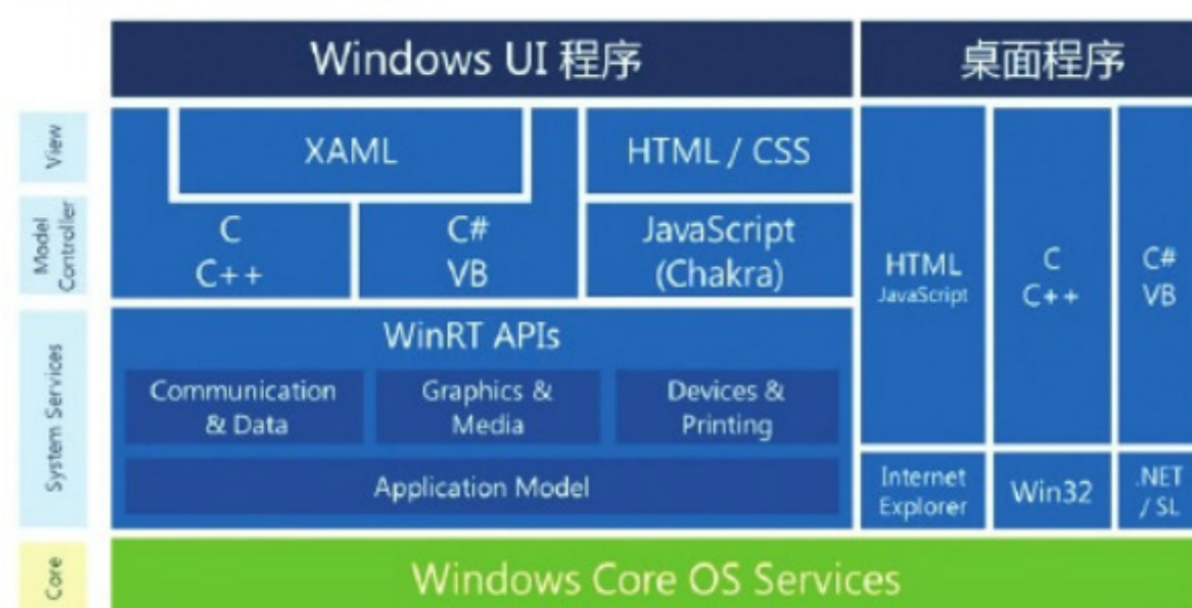 Windows UI 程序
桌面程序
View
XAML
HTML / CSS
Model
Controller
C
C++
C#
VB
JavaScript
(Chakra)
HTML
JavaScript
C
C++
C#
VB
System Services
WinRT APIs
Communication
& Data
Graphics &
Media
Devices &
Printing
Application Model
Internet
Explorer
Win32
.NET
/ SL
Core
Windows Core OS Services